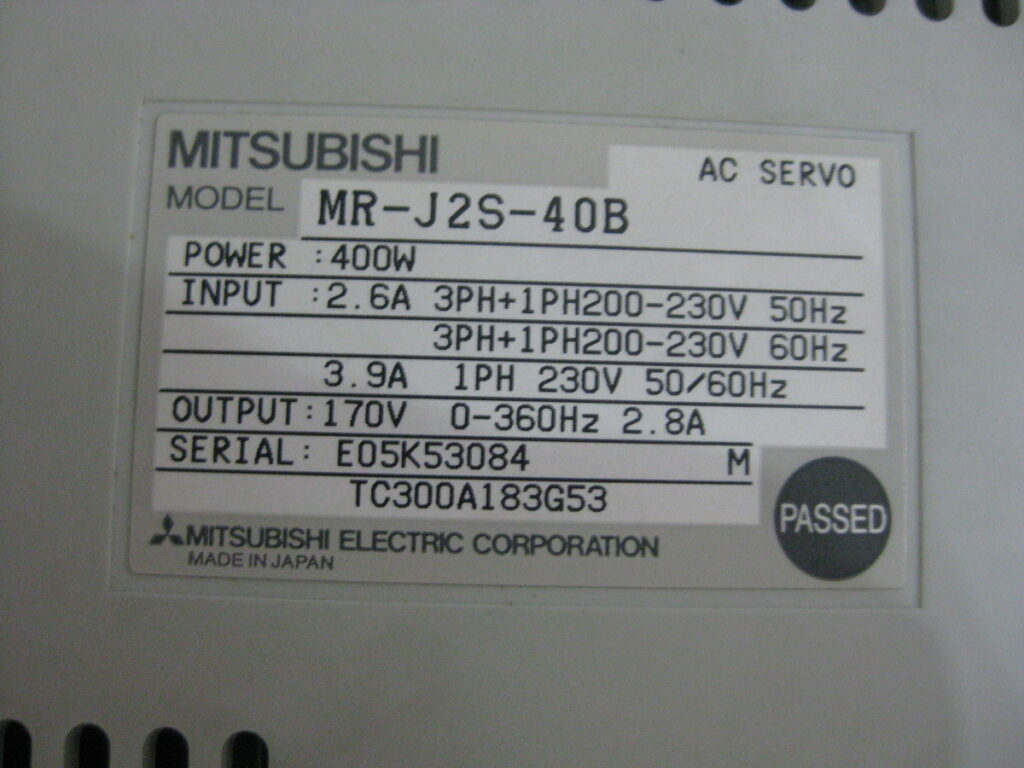 MITSUBISHI
AC SERVO
MODEL MR-J2S-40B
POWER :400W
INPUT :2.6A 3PH+1PH200-230V 50Hz
3PH+1PH200-230V 60Hz
3.9A 1PH 230V 50/60Hz
OUTPUT:170V 0-360Hz 2.8A
SERIAL: E05K53084 M
TC300A183G53
PASSED
MITSUBISHI ELECTRIC CORPORATION
MADE IN JAPAN